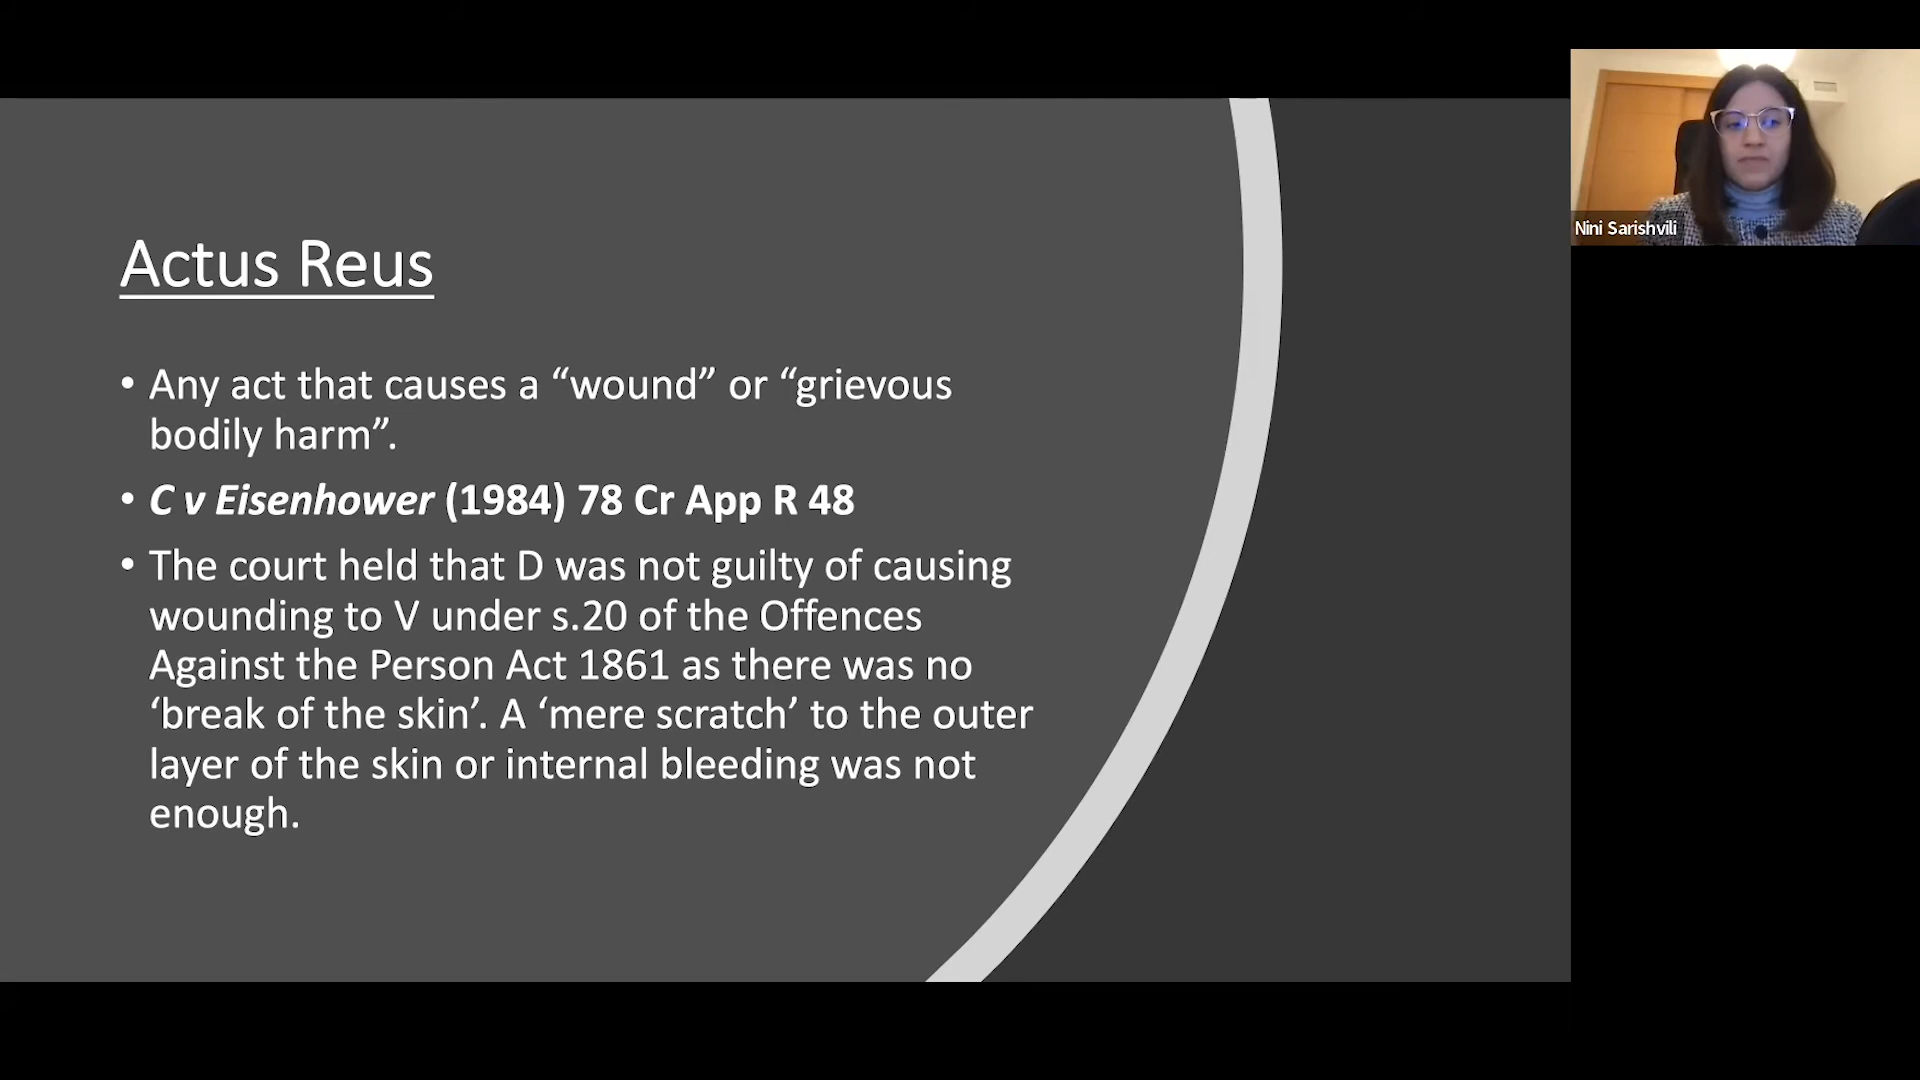 Actus Reus
• Any act that causes a “wound” or “grievous
bodily harm”.
• C v Eisenhower (1984) 78 Cr App R 48
• The court held that D was not guilty of causing
wounding to V under s.20 of the Offences
Against the Person Act 1861 as there was no
‘break of the skin’. A ‘mere scratch’ to the outer
layer of the skin or internal bleeding was not
enough.
Nini Sarishvili